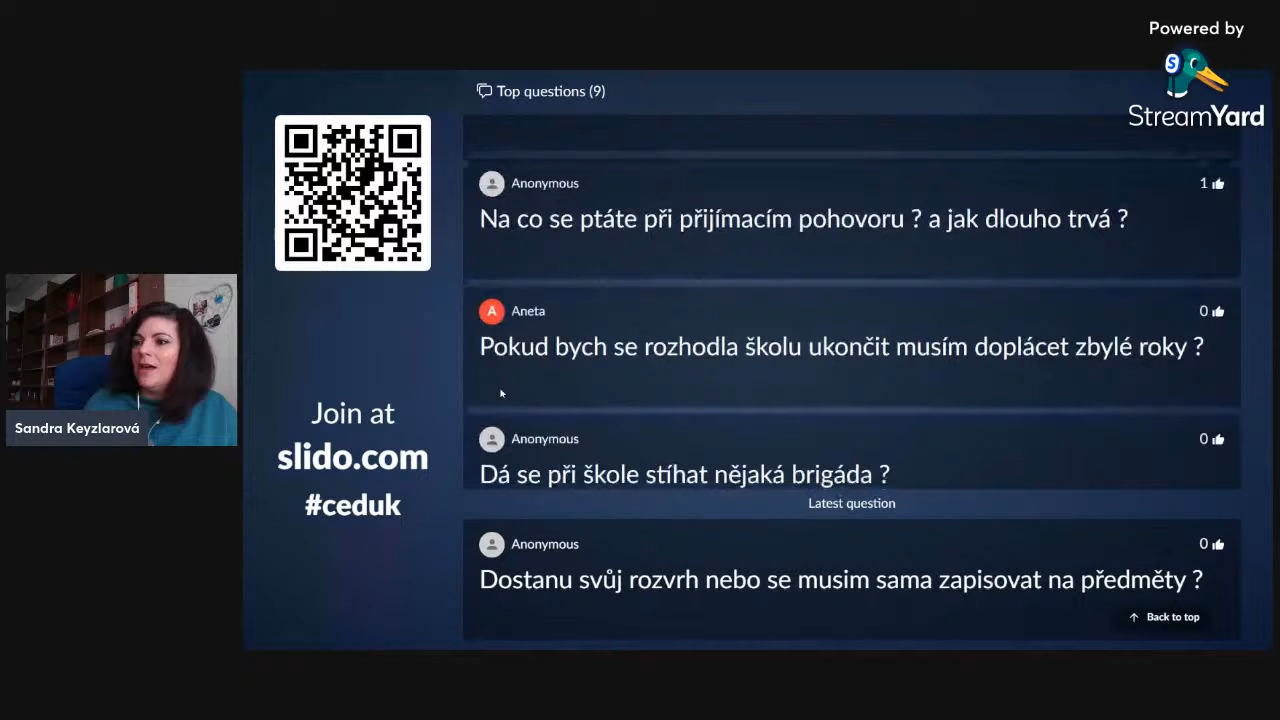 Powered by
StreamYard
Top questions (9)
Anonymous
1
Na co se ptáte při přijímacím pohovoru ? a jak dlouho trvá ?
A
Aneta
0
Pokud bych se rozhodla školu ukončit musím doplácet zbylé roky ?
Anonymous
0
Dá se při škole stíhat nějaká brigáda ?
Latest question
Anonymous
0
Dostanu svůj rozvrh nebo se musim sama zapisovat na předměty ?
Back to top
Join at
slido.com
#ceduk
Sandra Keyzlarová